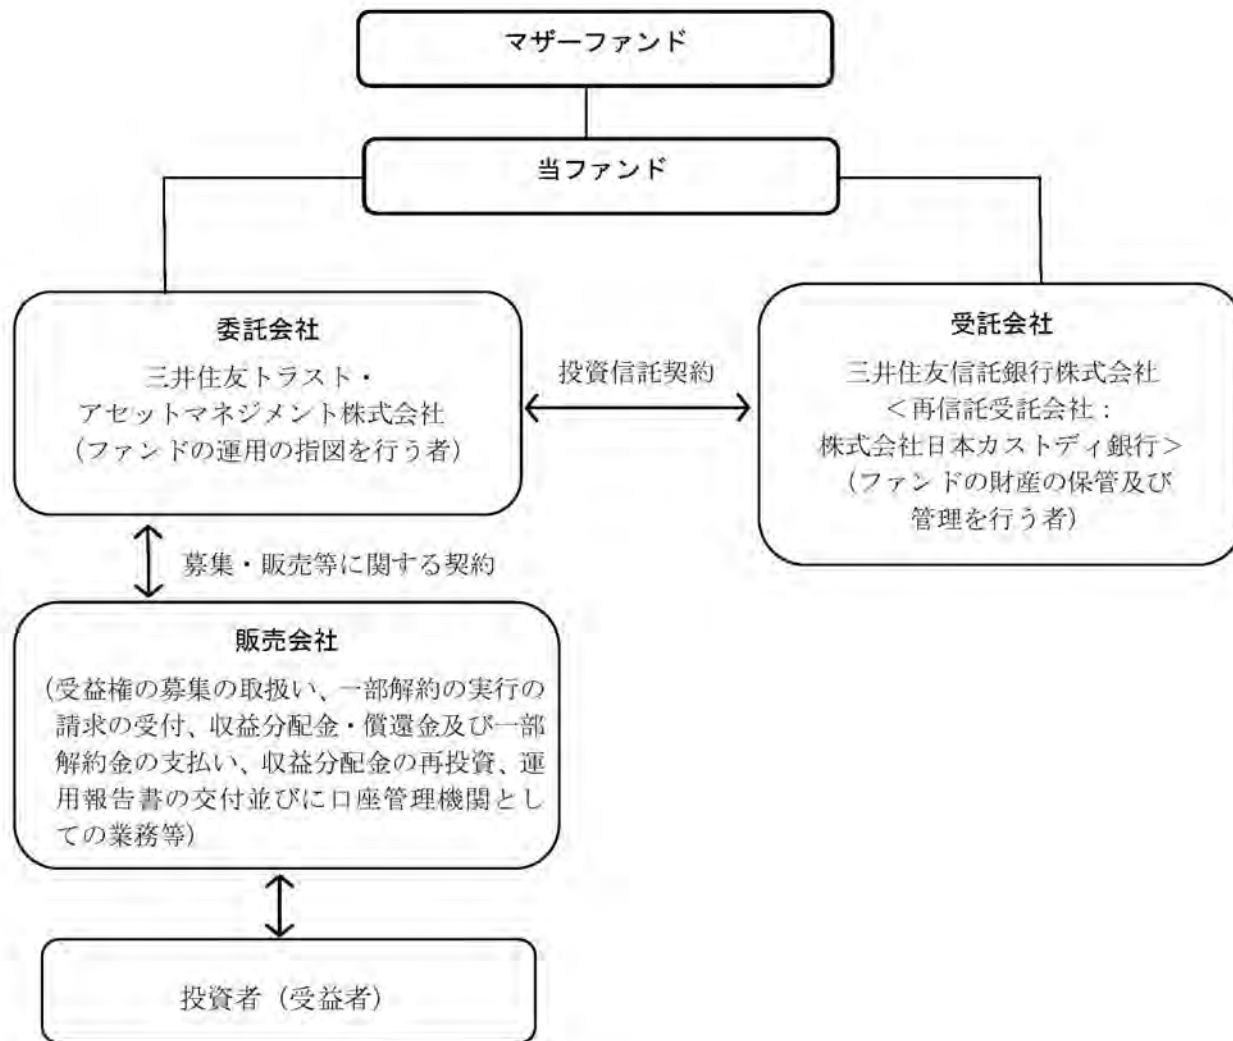 マザーファンド
当ファンド
委託会社
三井住友トラスト・
アセットマネジメント株式会社
（ファンドの運用の指図を行う者）
投資信託契約
受託会社
三井住友信託銀行株式会社
＜再信託受託会社：
株式会社日本カストディ銀行＞
（ファンドの財産の保管及び
管理を行う者）
募集・販売等に関する契約
販売会社
（受益権の募集の取扱い、一部解約の実行の
請求の受付、収益分配金・償還金及び一部
解約金の支払い、収益分配金の再投資、運
用報告書の交付並びに口座管理機関とし
ての業務等）
投資者（受益者）